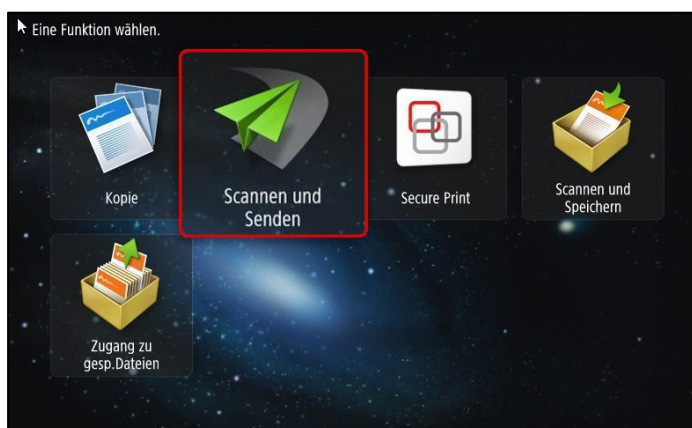 Eine Funktion wählen.
Kopie
Scannen und
Senden
Secure Print
Scannen und
Speichern
Zugang zu
gesp.Dateien